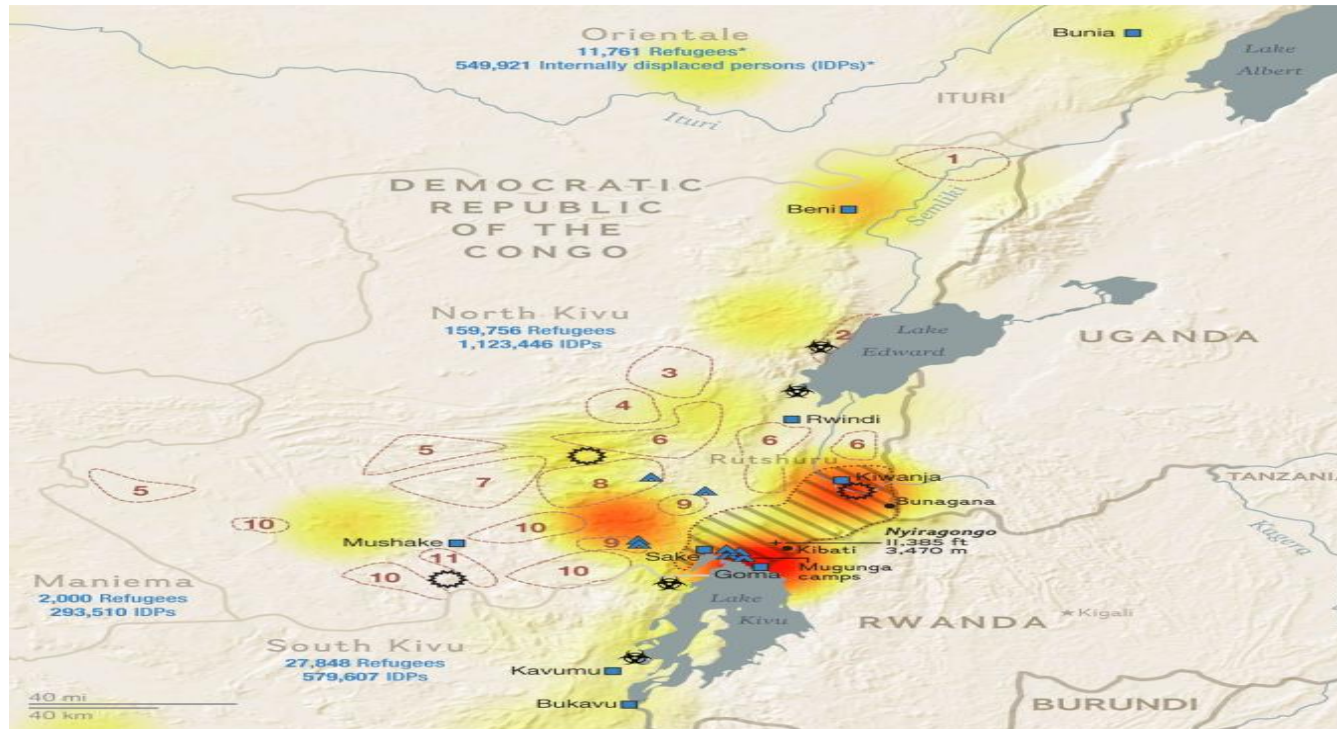 Orientale
11,761 Refugees*
549,921 Internally displaced persons (IDPs)*
Bunia
Lake
Albert
ITURI
Ituri
1
DEMOCRATIC
REPUBLIC
OF THE
CONGO
Beni
Semliki
North Kivu
159,756 Refugees
1,123,446 IDPs
2
Lake
Edward
UGANDA
3
4
Rwindi
5
6
6
6
Rutshuru
5
7
8
Kiwanja
TANZANI
9
Bunagana
10
10
Nyiragongo
11,385 ft
3,470 m
Mushake
9
Sake
Kibati
11
Mugunga
camps
10
10
Goma
Maniema
2,000 Refugees
293,510 IDPs
Lake
Kivu
Kagera
RWANDA
Kigali
South Kivu
27,848 Refugees
579,607 IDPs
Kavumu
40 mi
40 km
Bukavu
BURUNDI